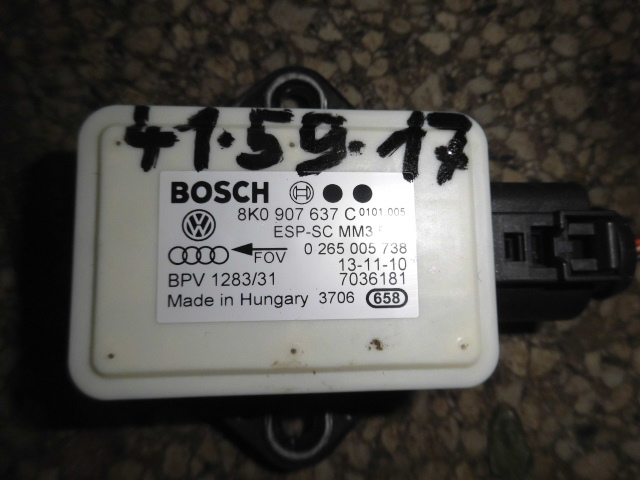 41.59.17
BOSCH
8K0 907 637 C 0101 005
ESP-SC MM3
FOV 0 265 005 738
13-11-10
BPV 1283/31 7036181
Made in Hungary 3706 658